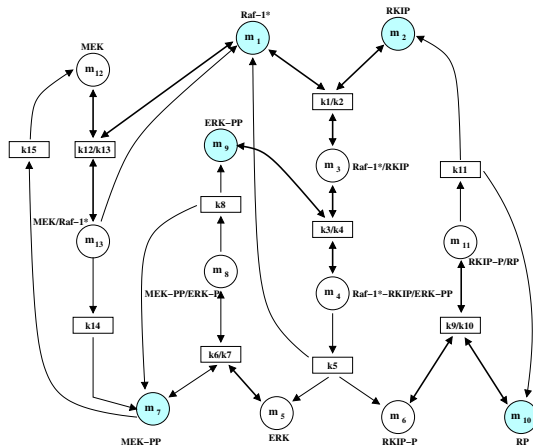 Raf-1*
RKIP
m1
m2
MEK
m12
k1/k2
ERK-PP
k15
k12/k13
m9
m3
Raf-1*/RKIP
k11
k8
MEK/Raf-1*
m13
k3/k4
m11
RKIP-P/RP
m8
MEK-PP/ERK-P
m4
Raf-1*-RKIP/ERK-PP
k14
k9/k10
k6/k7
k5
m7
m5
m6
m10
MEK-PP
ERK
RKIP-P
RP